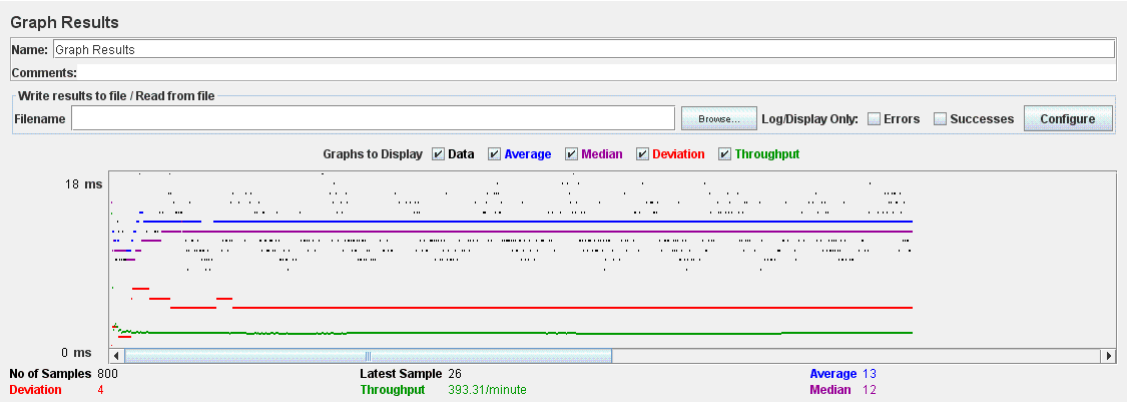 Graph Results
Name: Graph Results
Comments:
Write results to file / Read from file
Filename Browse... Log/Display Only: Errors Successes Configure
Graphs to Display Data Average Median Deviation Throughput
18 ms
0 ms
No of Samples 800 Latest Sample 26 Average 13
Deviation 4 Throughput 393.31/minute Median 12